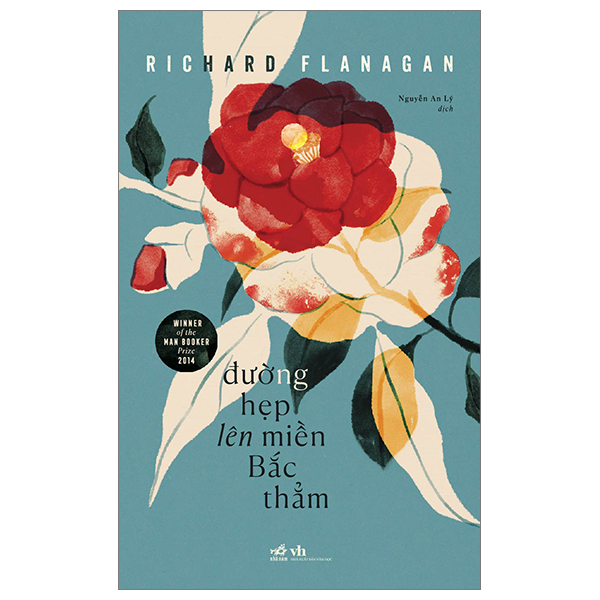 RICHARD FLANAGAN
Nguyễn An Lý
dịch
WINNER
of the
MAN BOOKER
Prize
2014
đường
hẹp
lên miền
Bắc
thẳm
vh